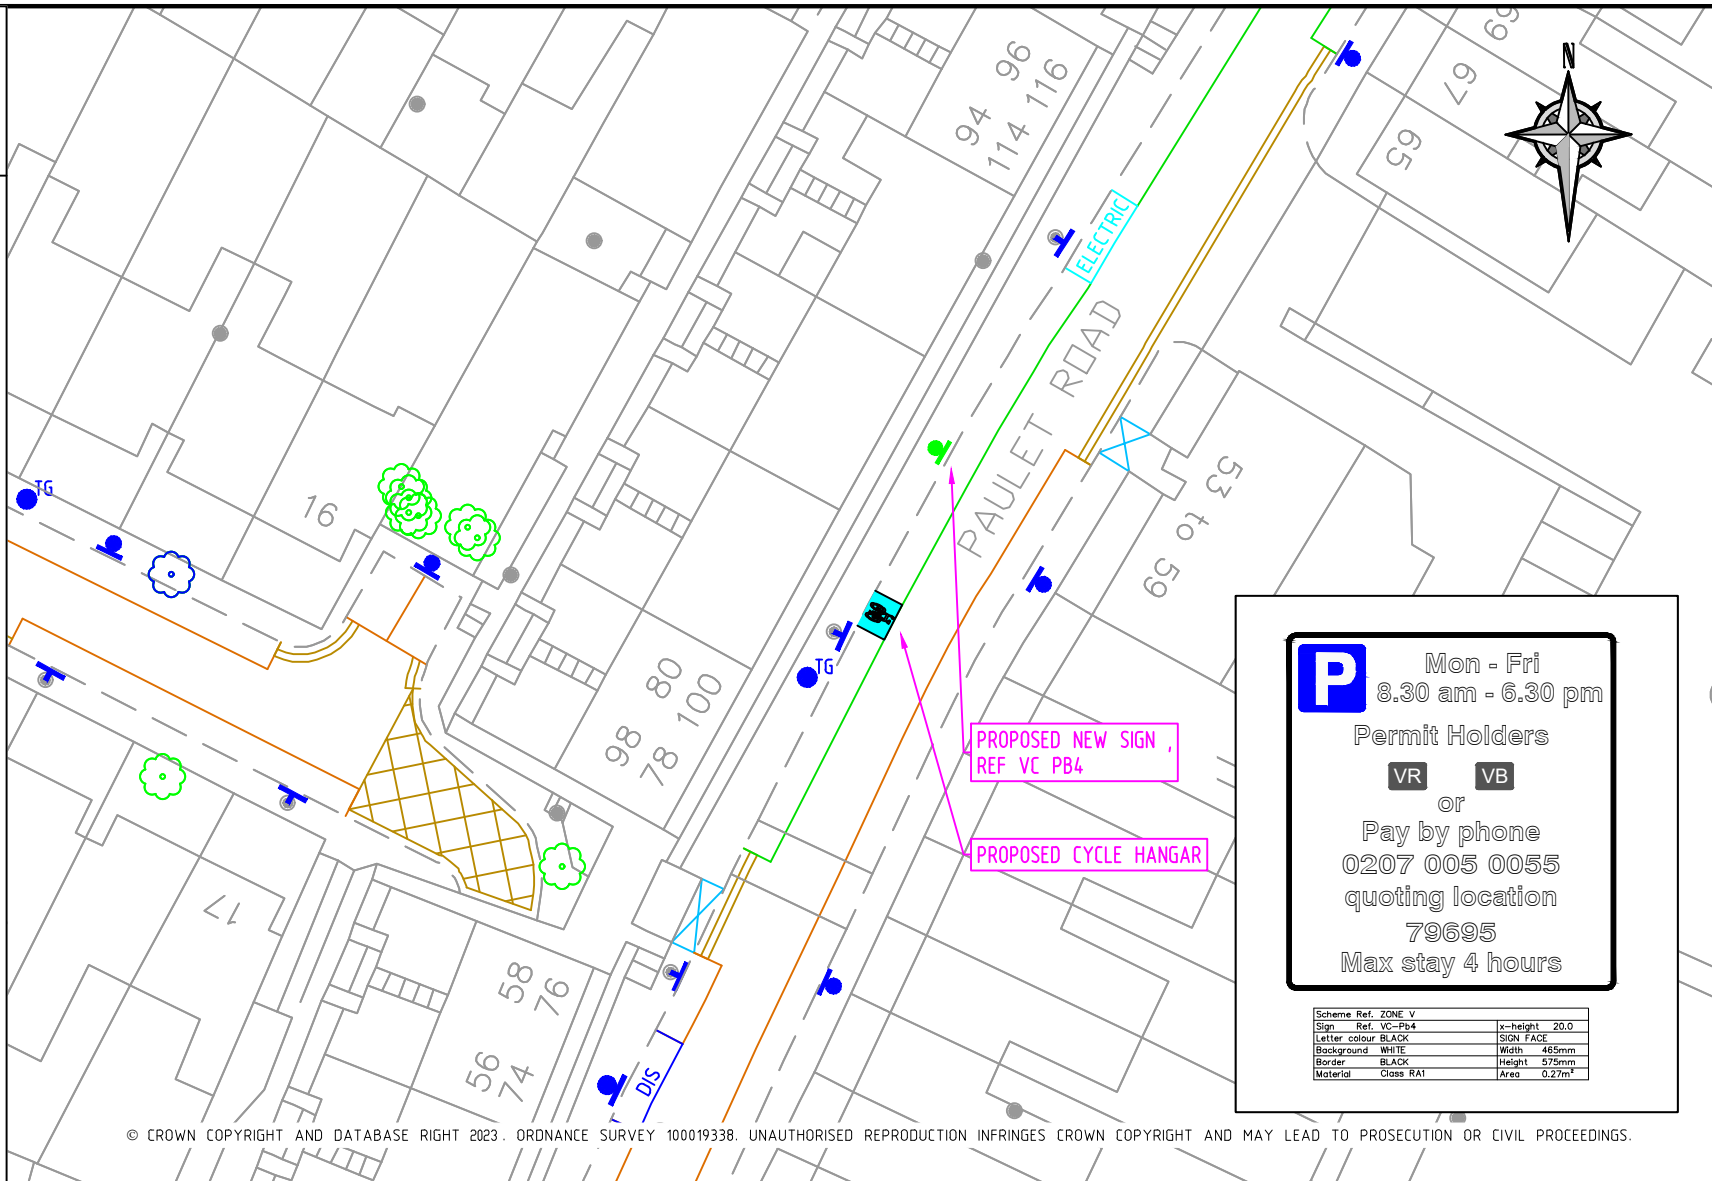 N
94 96
114 116
69
67
65
ELECTRIC
PAULET ROAD
53 to 59
TG
16
TG
98 80
78 100
17
58
76
56
74
DIS
PROPOSED NEW SIGN ,
REF VC PB4
PROPOSED CYCLE HANGAR
P
Mon - Fri
8.30 am - 6.30 pm
Permit Holders
VR VB
or
Pay by phone
0207 005 0055
quoting location
79695
Max stay 4 hours
Scheme Ref. ZONE V
Sign Ref. VC-Pb4 x-height 20.0
Letter colour BLACK SIGN FACE
Background WHITE Width 465mm
Border BLACK Height 575mm
Material Class RA1 Area 0.27m²
© CROWN COPYRIGHT AND DATABASE RIGHT 2023. ORDNANCE SURVEY 100019338. UNAUTHORISED REPRODUCTION INFRINGES CROWN COPYRIGHT AND MAY LEAD TO PROSECUTION OR CIVIL PROCEEDINGS.